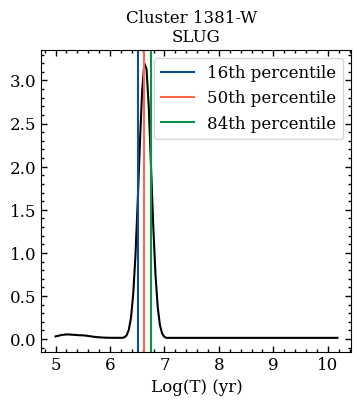 Cluster 1381-W
SLUG
16th percentile
50th percentile
84th percentile
3.0
2.5
2.0
1.5
1.0
0.5
0.0
5 6 7 8 9 10
Log(T) (yr)